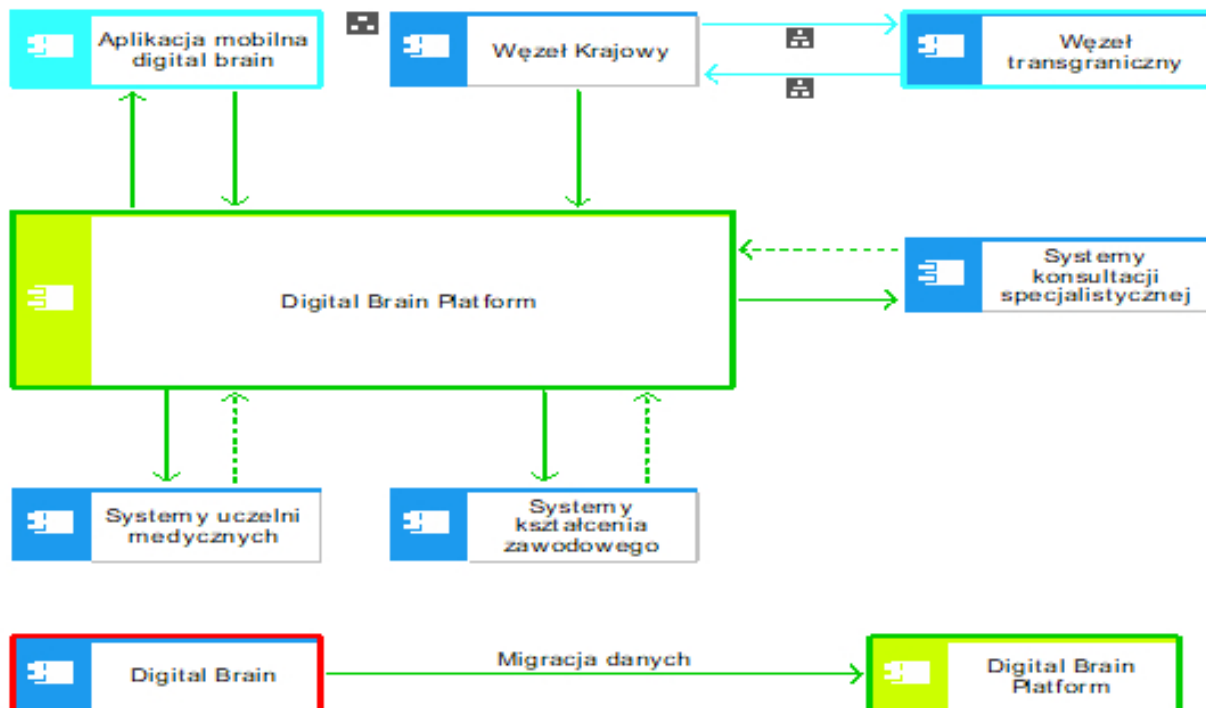 Aplikacja mobilna
digital brain
Węzeł Krajowy
Węzeł
transgraniczny
Digital Brain Platform
Systemy
konsultacji
specjalistycznej
Systemy uczelni
medycznych
Systemy
kształcenia
zawodowego
Digital Brain
Migracja danych
Digital Brain
Platform